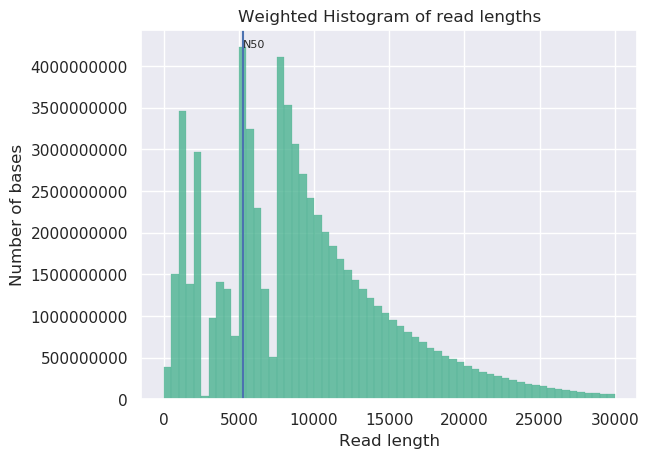 Weighted Histogram of read lengths
N50
4000000000
3500000000
3000000000
2500000000
2000000000
1500000000
1000000000
500000000
0
Number of bases
0 5000 10000 15000 20000 25000 30000
Read length